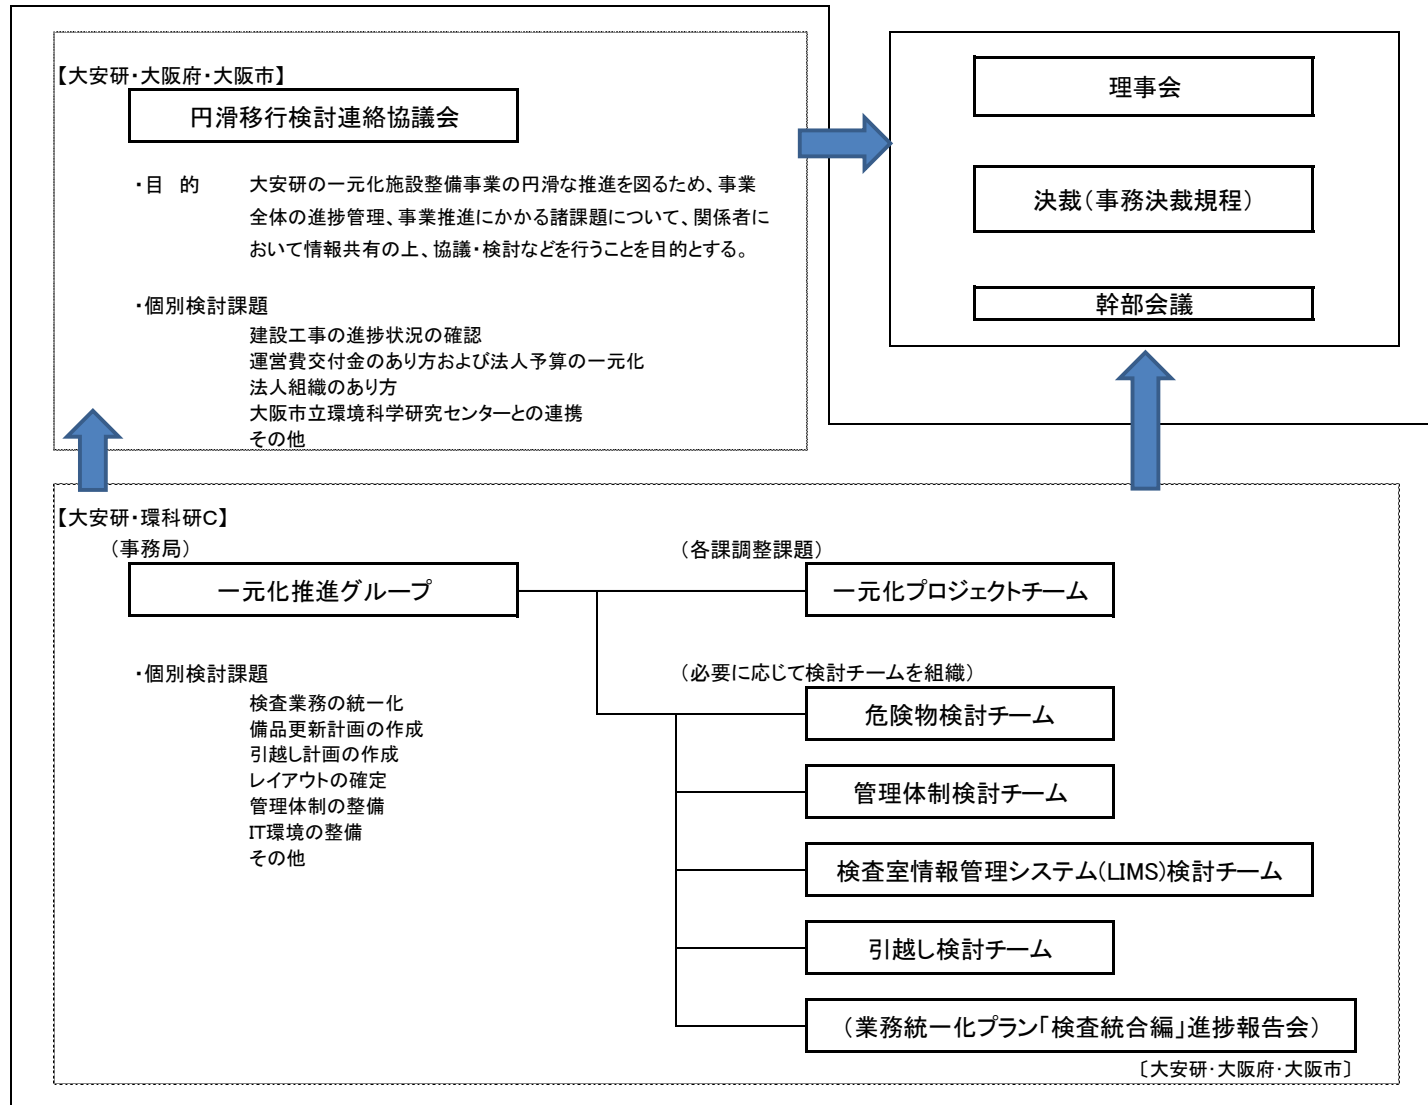 【大安研・大阪府・大阪市】
円滑移行検討連絡協議会
・目　的　大安研の一元化施設整備事業の円滑な推進を図るため、事業
全体の進捗管理、事業推進にかかる諸課題について、関係者に
おいて情報共有の上、協議・検討などを行うことを目的とする。
・個別検討課題
建設工事の進捗状況の確認
運営費交付金のあり方および法人予算の一元化
法人組織のあり方
大阪市立環境科学研究センターとの連携
その他
理事会
決裁（事務決裁規程）
幹部会議
【大安研・環科研C】
（事務局）
一元化推進グループ
・個別検討課題
検査業務の統一化
備品更新計画の作成
引越し計画の作成
レイアウトの確定
管理体制の整備
IT環境の整備
その他
（各課調整課題）
一元化プロジェクトチーム
（必要に応じて検討チームを組織）
危険物検討チーム
管理体制検討チーム
検査室情報管理システム(LIMS)検討チーム
引越し検討チーム
（業務統一化プラン「検査統合編」進捗報告会）
〔大安研・大阪府・大阪市〕